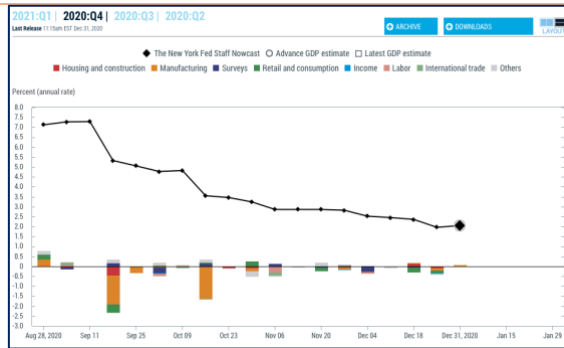 2021:Q1 | 2020:Q4 | 2020:Q3 | 2020:Q2
Last Release 11:15am EST Dec 31, 2020
ARCHIVE
DOWNLOADS
LAYOUT
The New York Fed Staff Nowcast Advance GDP estimate Latest GDP estimate
Housing and construction Manufacturing Surveys Retail and consumption Income Labor International trade Others
Percent (annual rate)
8.0
7.5
7.0
6.5
6.0
5.5
5.0
4.5
4.0
3.5
3.0
2.5
2.0
1.5
1.0
0.5
0
-0.5
-1.0
-1.5
-2.0
-2.5
-3.0
Aug 28, 2020 Sep 11 Sep 25 Oct 09 Oct 23 Nov 06 Nov 20 Dec 04 Dec 18 Dec 31, 2020 Jan 15 Jan 29